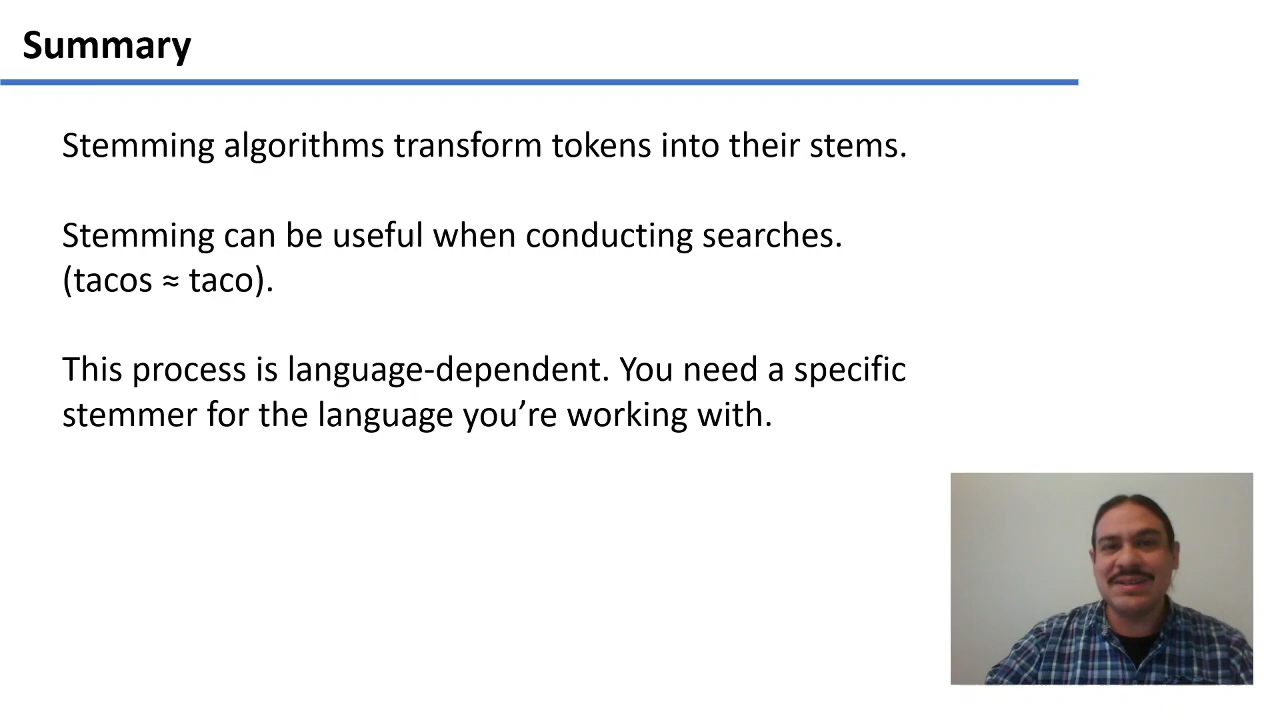 Summary
Stemming algorithms transform tokens into their stems.
Stemming can be useful when conducting searches.
(tacos ≈ taco).
This process is language-dependent. You need a specific
stemmer for the language you’re working with.